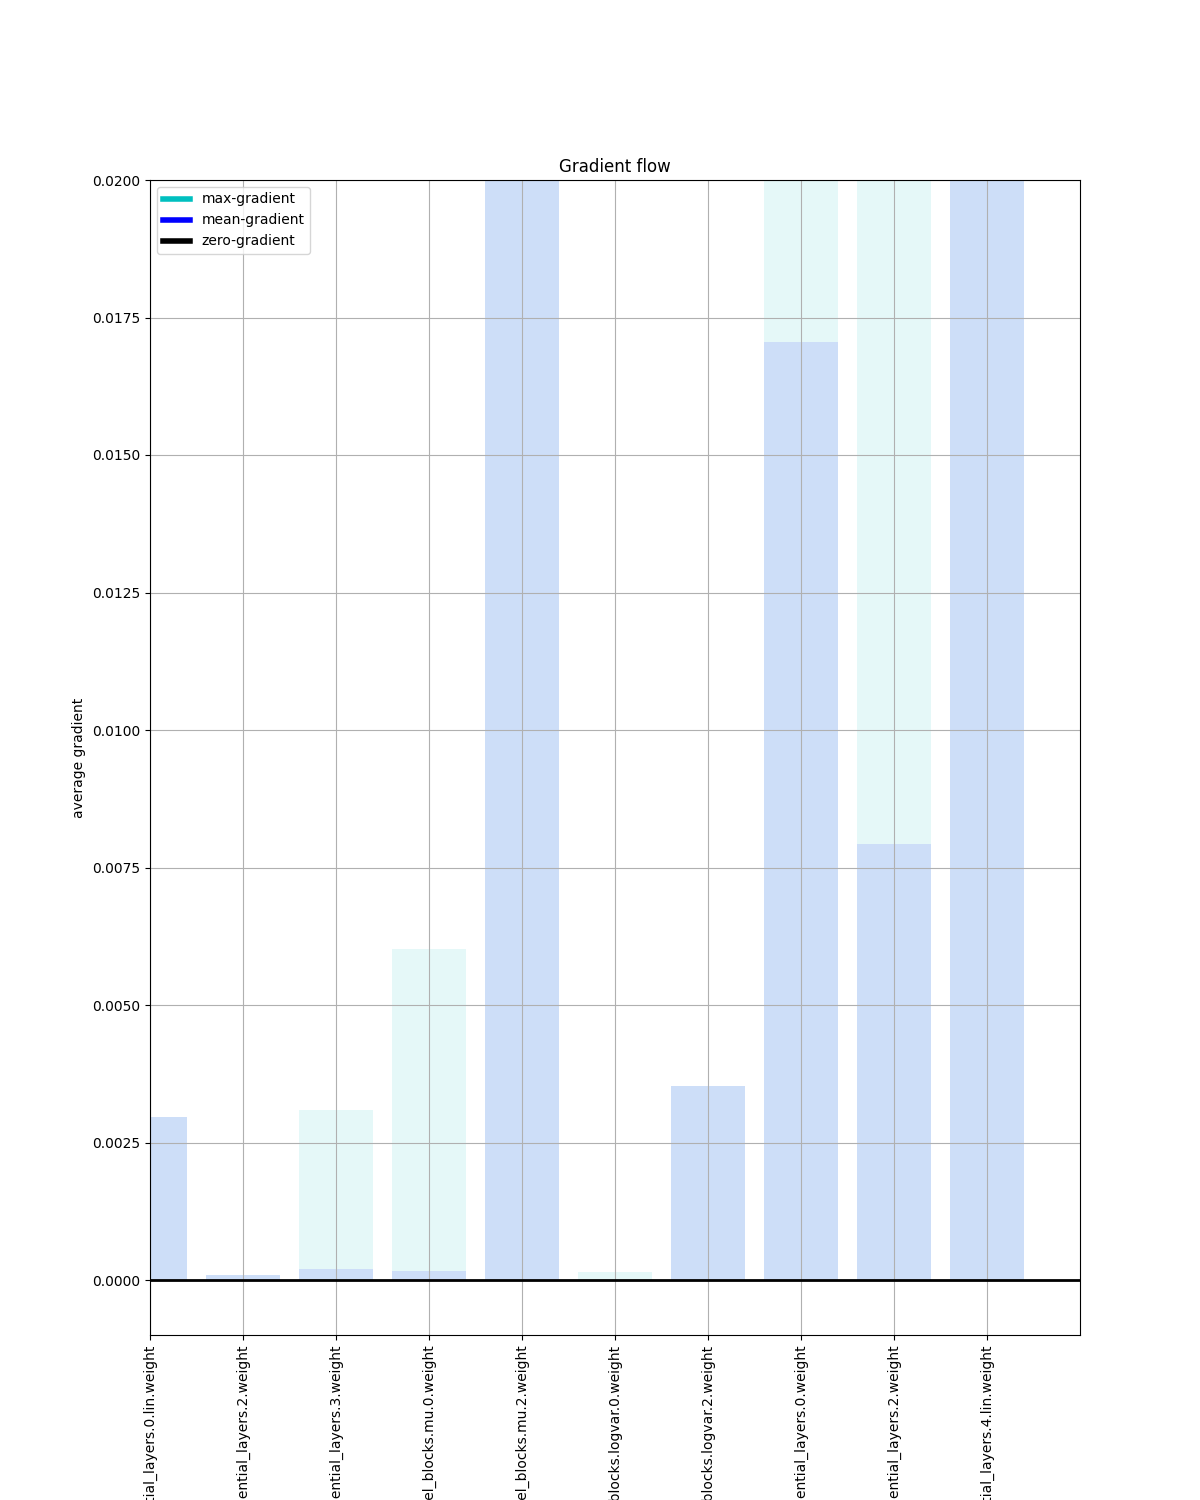 Gradient flow
max-gradient
mean-gradient
zero-gradient
0.0200
0.0175
0.0150
0.0125
0.0100
0.0075
0.0050
0.0025
0.0000
average gradient
tial_layers.0.lin.weight
ential_layers.2.weight
ential_layers.3.weight
el_blocks.mu.0.weight
el_blocks.mu.2.weight
blocks.logvar.0.weight
blocks.logvar.2.weight
ential_layers.0.weight
ential_layers.2.weight
tial_layers.4.lin.weight